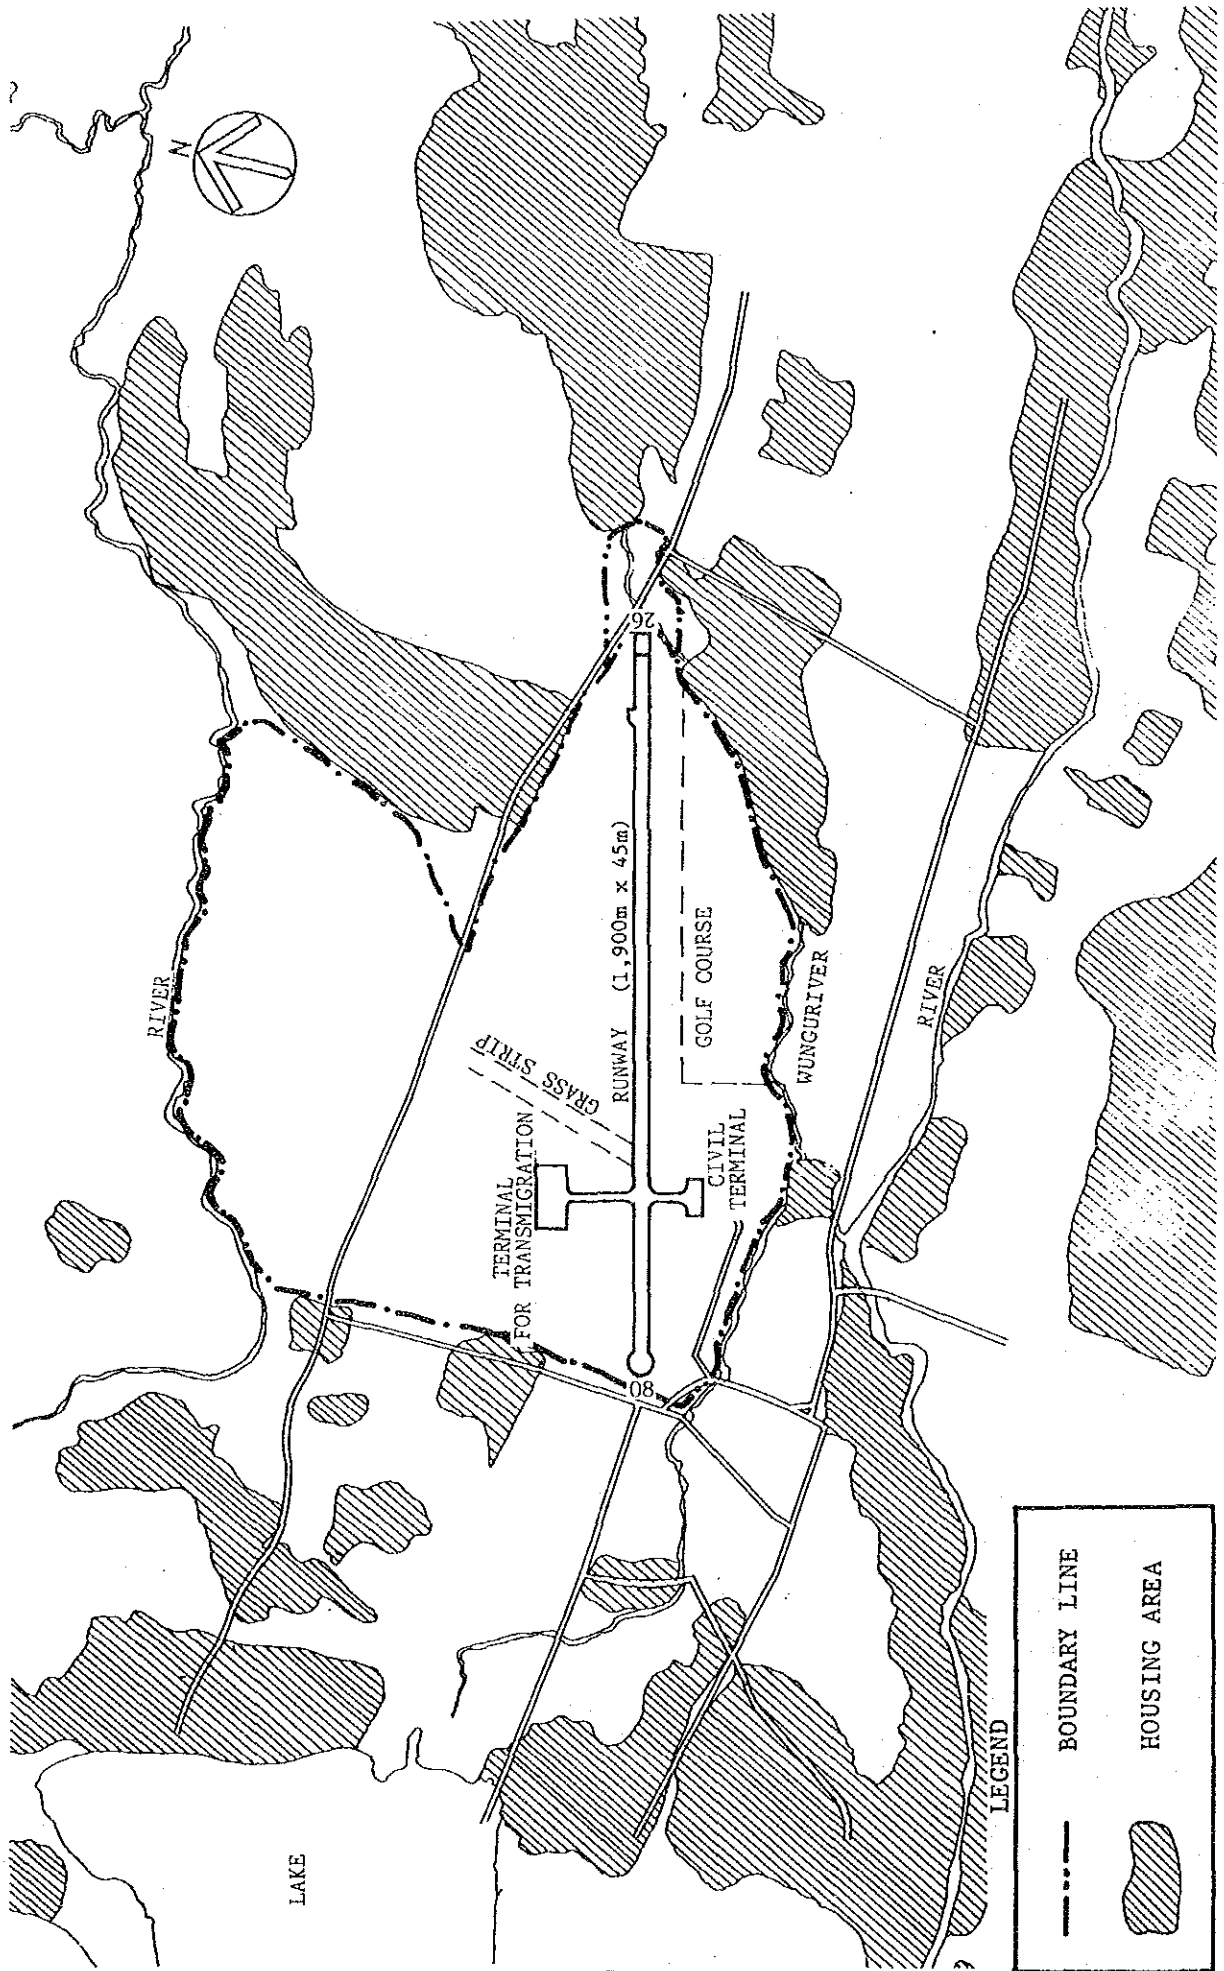 N
RIVER
GRASS STRIP
TERMINAL
FOR TRANSMIGRATION
RUNWAY (1,900m x 45m)
08
26
CIVIL
TERMINAL
GOLF COURSE
WUNGURIVER
RIVER
LAKE
LEGEND
BOUNDARY LINE
HOUSING AREA